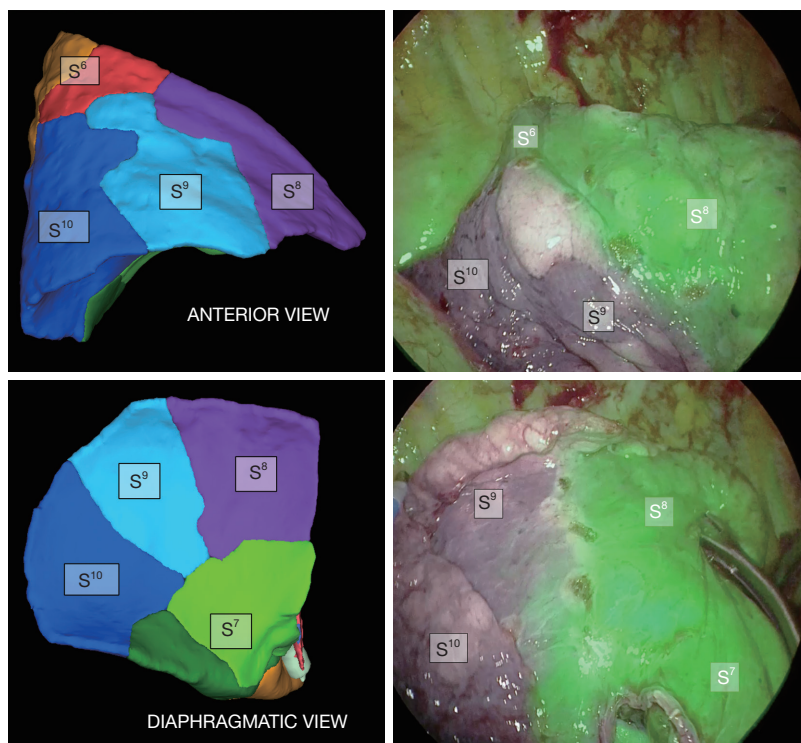 S⁶
S⁹
S⁸
S¹⁰
ANTERIOR VIEW
S⁶
S⁸
S¹⁰
S⁹
S⁹
S⁸
S¹⁰
S⁷
DIAPHRAGMATIC VIEW
S⁹
S⁸
S¹⁰
S⁷